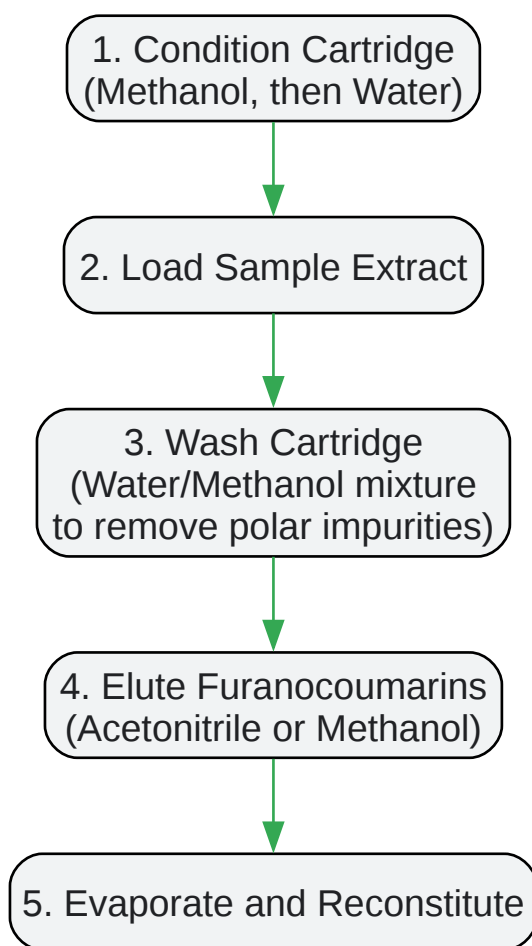 1. Condition Cartridge
(Methanol, then Water)
2. Load Sample Extract
3. Wash Cartridge
(Water/Methanol mixture
to remove polar impurities)
4. Elute Furanocoumarins
(Acetonitrile or Methanol)
5. Evaporate and Reconstitute